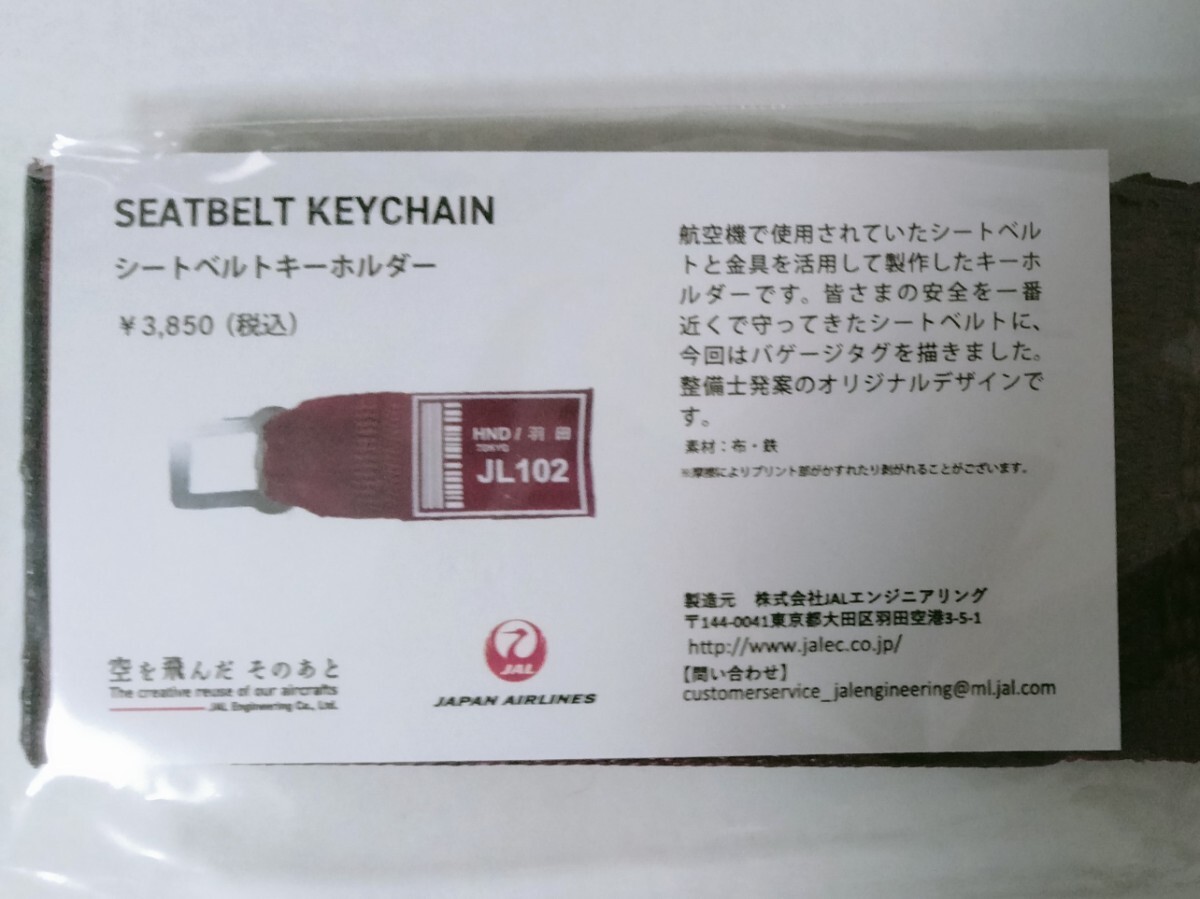 SEATBELT KEYCHAIN
シートベルトキーホルダー
¥3,850（税込）
HND / 羽田
TOKYO
JL102
空を飛んだ そのあと
The creative reuse of our aircrafts
JAL Engineering Co., Ltd.
JAL
JAPAN AIRLINES
航空機で使用されていたシートベル
トと金具を活用して製作したキーホ
ルダーです。皆さまの安全を一番
近くで守ってきたシートベルトに、
今回はバゲージタグを描きました。
整備士発案のオリジナルデザインで
す。
素材：布・鉄
※摩擦によりプリント部がかすれたり剥がれることがございます。
製造元　株式会社JALエンジニアリング
〒144-0041東京都大田区羽田空港3-5-1
http://www.jalec.co.jp/
【問い合わせ】
customerservice_jalengineering@ml.jal.com